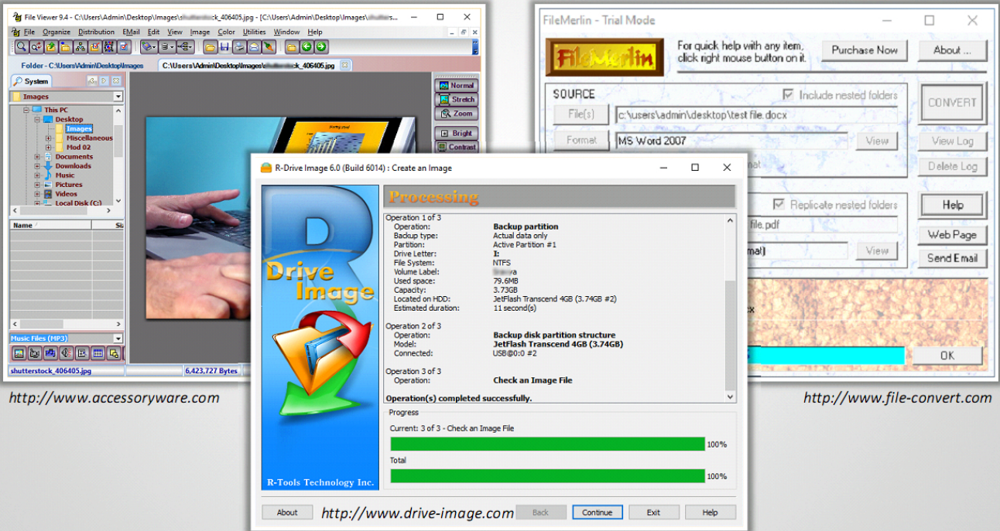 File Viewer 9.4 - C:\Users\Admin\Desktop\Images\s ck_406405.jpg - [C:\Users\Admin\Desktop\Images\ s...
File Organize Distribution EMail Edit View Image Color Utilities Window Help
Folder - C:\Users\Admin\Desktop\Images
C:\Users\Admin\Desktop\Images\ k_406405.jpg
System
Images
This PC
Desktop
Images
Miscellaneous
Mod 02
Documents
Downloads
Music
Pictures
Videos
Local Disk (C:)
Name
Music Files (MP3)
shutterstock_406405.jpg
6,423,727 Bytes
Normal
Stretch
Zoom
Bright
Contrast
http://www.accessoryware.com
R-Drive Image 6.0 (Build 6014) : Create an Image
Drive
Image
R-Tools Technology Inc.
Processing
Operation 1 of 3
Operation: Backup partition
Backup type: Actual data only
Partition: Active Partition #1
Drive Letter: I:
File System: NTFS
Volume Label: a
Used space: 79.6MB
Capacity: 3.73GB
Located on HDD: JetFlash Transcend 4GB (3.74GB #2)
Estimated duration: 11 second(s)
Operation 2 of 3
Operation: Backup disk partition structure
Model: JetFlash Transcend 4GB (3.74GB)
Connected: USB@0:0 #2
Operation 3 of 3
Operation: Check an Image File
Operation(s) completed successfully.
Progress
Current: 3 of 3 - Check an Image File
100%
Total
100%
About
http://www.drive-image.com
Back
Continue
Exit
Help
FileMerlin - Trial Mode
FileMerlin
For quick help with any item,
click right mouse button on it.
Purchase Now
About ...
SOURCE
Include nested folders
CONVERT
File(s)
c:\users\admin\desktop\test file.docx
Format
MS Word 2007
View
View Log
Delete Log
Replicate nested folders
Help
file.pdf
Web Page
View
Send Email
OK
http://www.file-convert.com